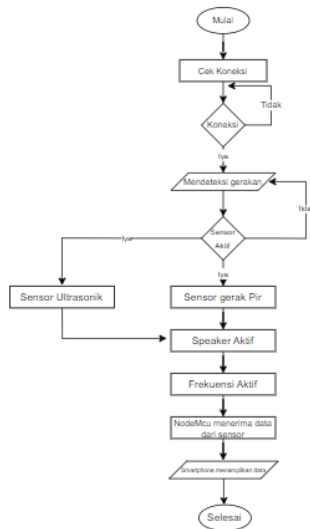 Mulai
Cek Koneksi
Tidak
Koneksi
Iya
Mendeteksi gerakan
Iya
Sensor
Aktif
Iya
Sensor Ultrasonik
Sensor gerak Pir
Speaker Aktif
Frekuensi Aktif
NodeMcu menerima data
dari sensor
Smartphone menampilkan data
Selesai